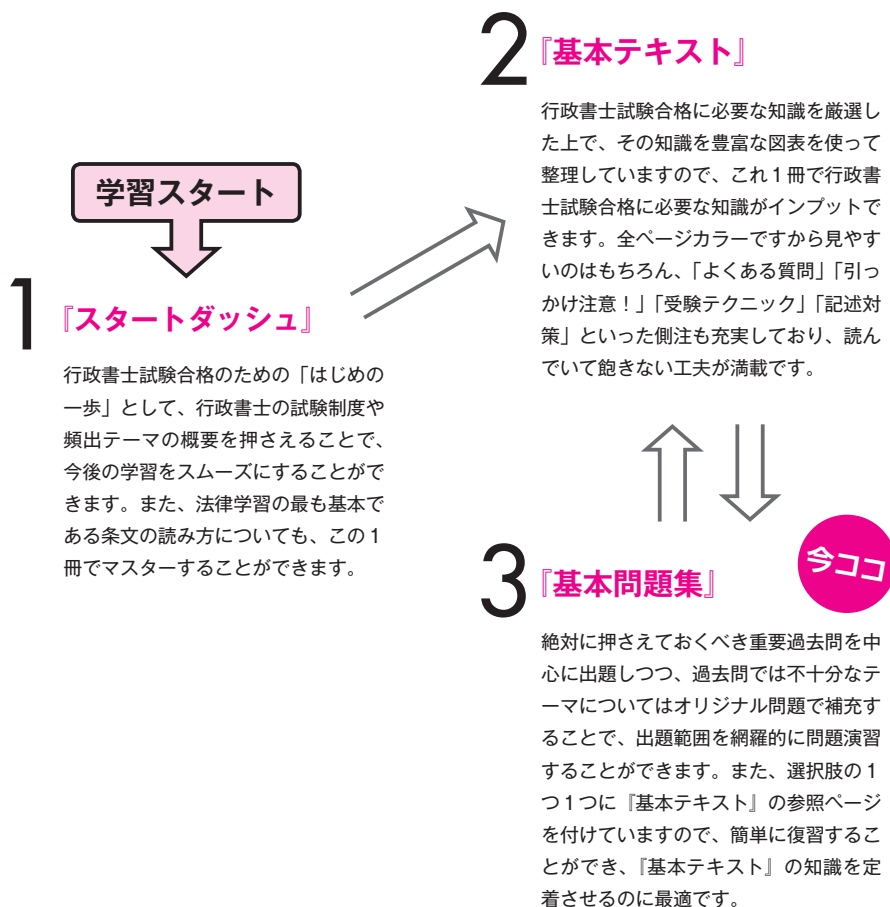 学習スタート
1
『スタートダッシュ』
行政書士試験合格のための「はじめの
一歩」として、行政書士の試験制度や
頻出テーマの概要を押さえることで、
今後の学習をスムーズにすることがで
きます。また、法律学習の最も基本で
ある条文の読み方についても、この1
冊でマスターすることができます。
2
『基本テキスト』
行政書士試験合格に必要な知識を厳選し
た上で、その知識を豊富な図表を使って
整理していますので、これ1冊で行政書
士試験合格に必要な知識がインプットで
きます。全ページカラーですから見やす
いのはもちろん、「よくある質問」「引っ
かけ注意！」「受験テクニック」「記述対
策」といった側注も充実しており、読ん
でいて飽きない工夫が満載です。
3
『基本問題集』
今ココ
絶対に押さえておくべき重要過去問を中
心に出題しつつ、過去問では不十分なテ
ーマについてはオリジナル問題で補充す
ることで、出題範囲を網羅的に問題演習
することができます。また、選択肢の1
つ1つに『基本テキスト』の参照ページ
を付けていますので、簡単に復習するこ
とができ、『基本テキスト』の知識を定
着させるのに最適です。